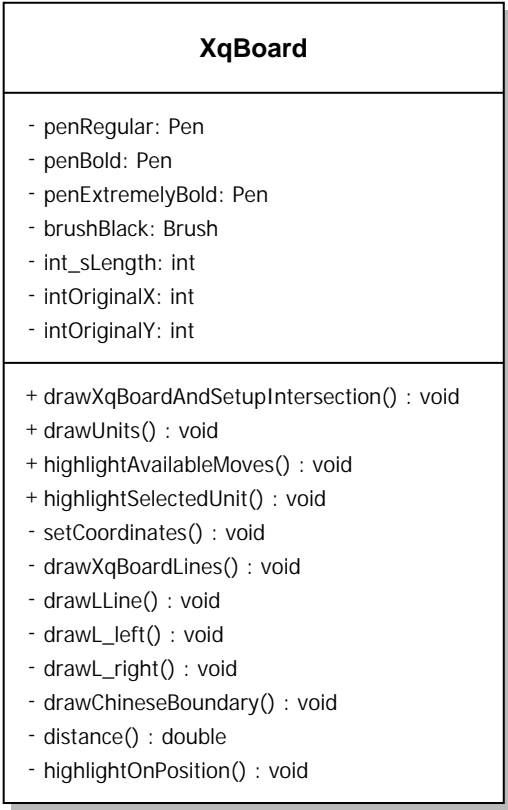 XqBoard
- penRegular: Pen
- penBold: Pen
- penExtremelyBold: Pen
- brushBlack: Brush
- int_sLength: int
- intOriginalX: int
- intOriginalY: int
+ drawXqBoardAndSetupIntersection() : void
+ drawUnits() : void
+ highlightAvailableMoves() : void
+ highlightSelectedUnit() : void
- setCoordinates() : void
- drawXqBoardLines() : void
- drawLLine() : void
- drawL_left() : void
- drawL_right() : void
- drawChineseBoundary() : void
- distance() : double
- highlightOnPosition() : void